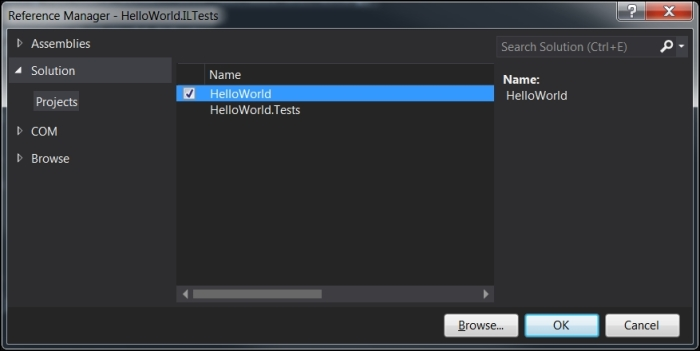 Reference Manager - HelloWorld.ILTests
Assemblies
Solution
Projects
COM
Browse
Name
HelloWorld
HelloWorld.Tests
Search Solution (Ctrl+E)
Name:
HelloWorld
Browse...
OK
Cancel